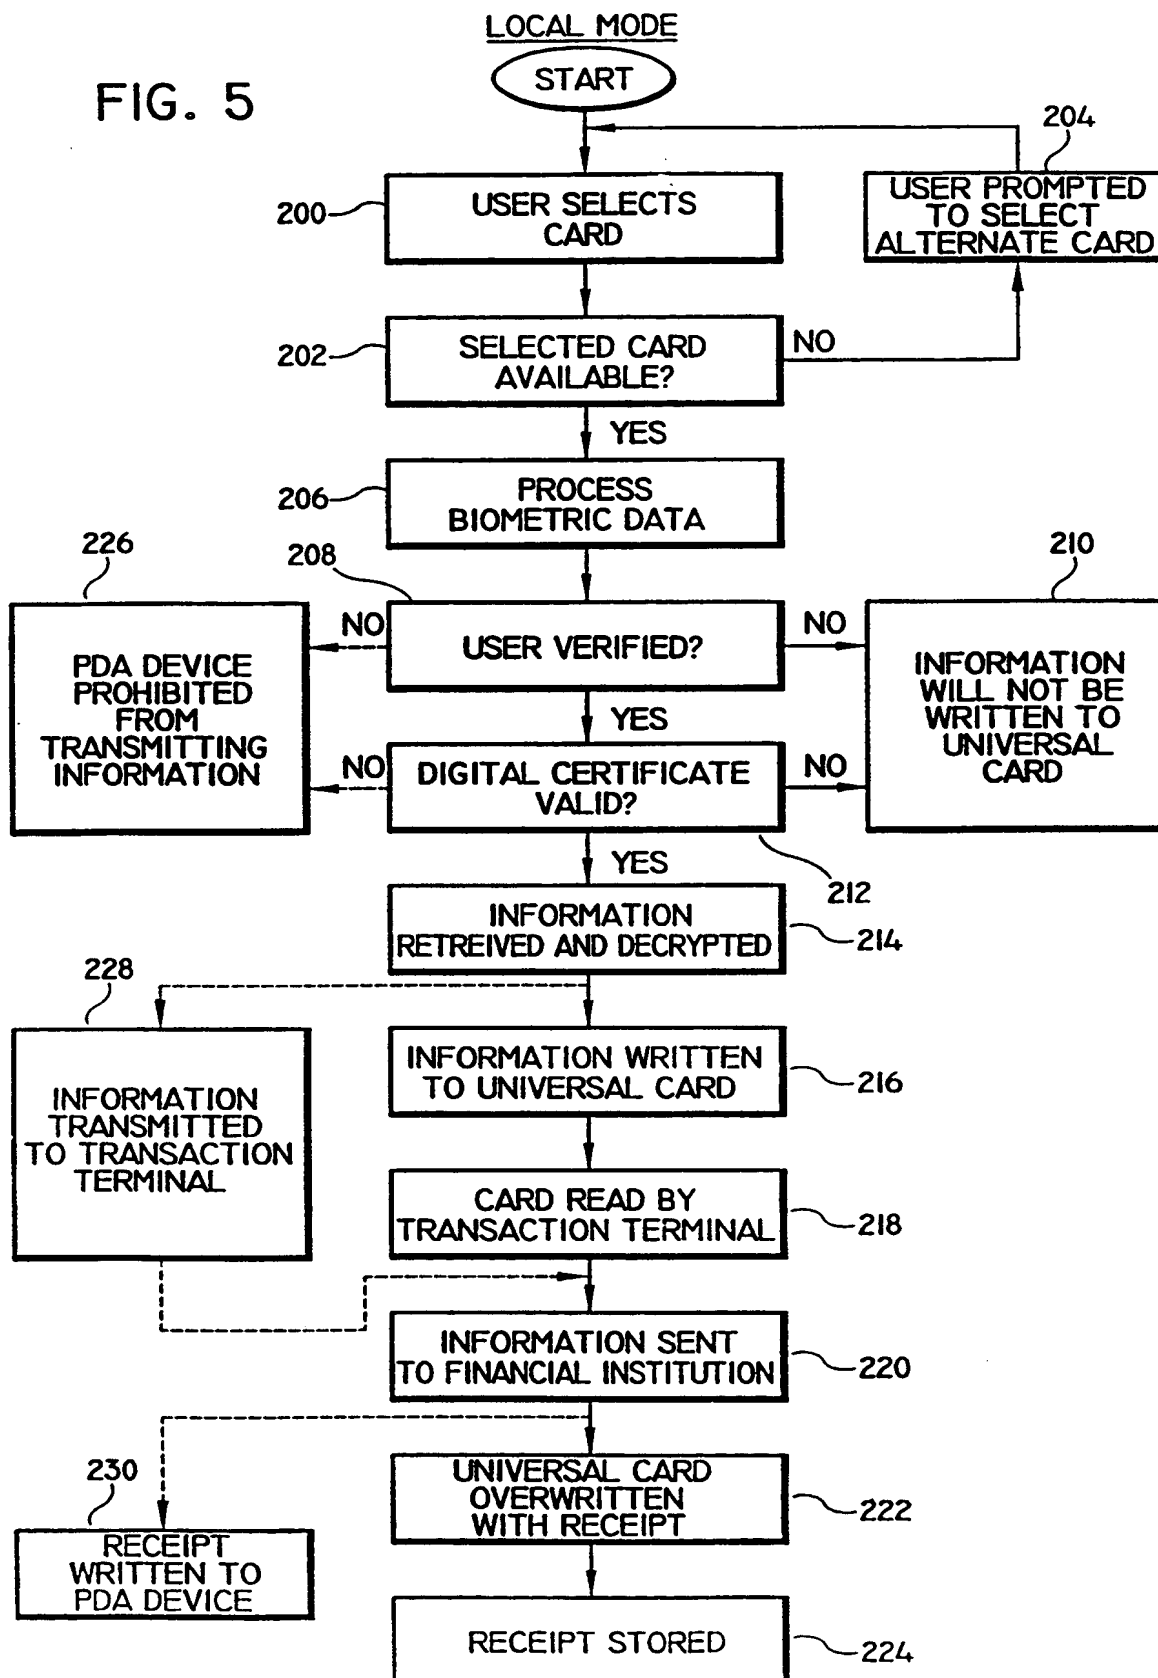 LOCAL MODE
FIG. 5
START
204
200
USER SELECTS
CARD
USER PROMPTED
TO SELECT
ALTERNATE CARD
202
SELECTED CARD
AVAILABLE?
NO
YES
206
PROCESS
BIOMETRIC DATA
226
208
210
PDA DEVICE
PROHIBITED
FROM
TRANSMITTING
INFORMATION
NO
USER VERIFIED?
NO
INFORMATION
WILL NOT BE
WRITTEN TO
UNIVERSAL
CARD
YES
NO
DIGITAL CERTIFICATE
VALID?
NO
YES
212
INFORMATION
RETREIVED AND DECRYPTED
214
228
INFORMATION
TRANSMITTED
TO TRANSACTION
TERMINAL
INFORMATION WRITTEN
TO UNIVERSAL CARD
216
CARD READ BY
TRANSACTION TERMINAL
218
INFORMATION SENT
TO FINANCIAL INSTITUTION
220
230
UNIVERSAL CARD
OVERWRITTEN
WITH RECEIPT
222
RECEIPT
WRITTEN TO
PDA DEVICE
RECEIPT STORED
224